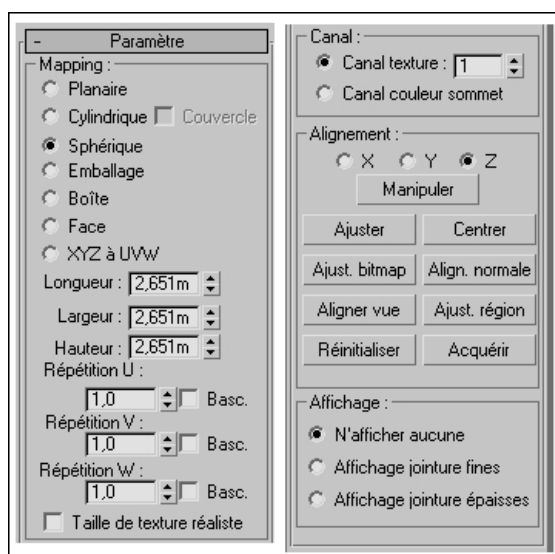 - Paramètre
Mapping :
Planaire
Cylindrique Couvercle
Sphérique
Emballage
Boîte
Face
XYZ à UVW
Longueur : 2,651m
Largeur : 2,651m
Hauteur : 2,651m
Répétition U :
1,0 Basc.
Répétition V :
1,0 Basc.
Répétition W :
1,0 Basc.
Taille de texture réaliste
Canal :
Canal texture : 1
Canal couleur sommet
Alignement :
X Y Z
Manipuler
Ajuster Centrer
Ajust. bitmap Align. normale
Aligner vue Ajust. région
Réinitialiser Acquérir
Affichage :
N'afficher aucune
Affichage jointure fines
Affichage jointure épaisses